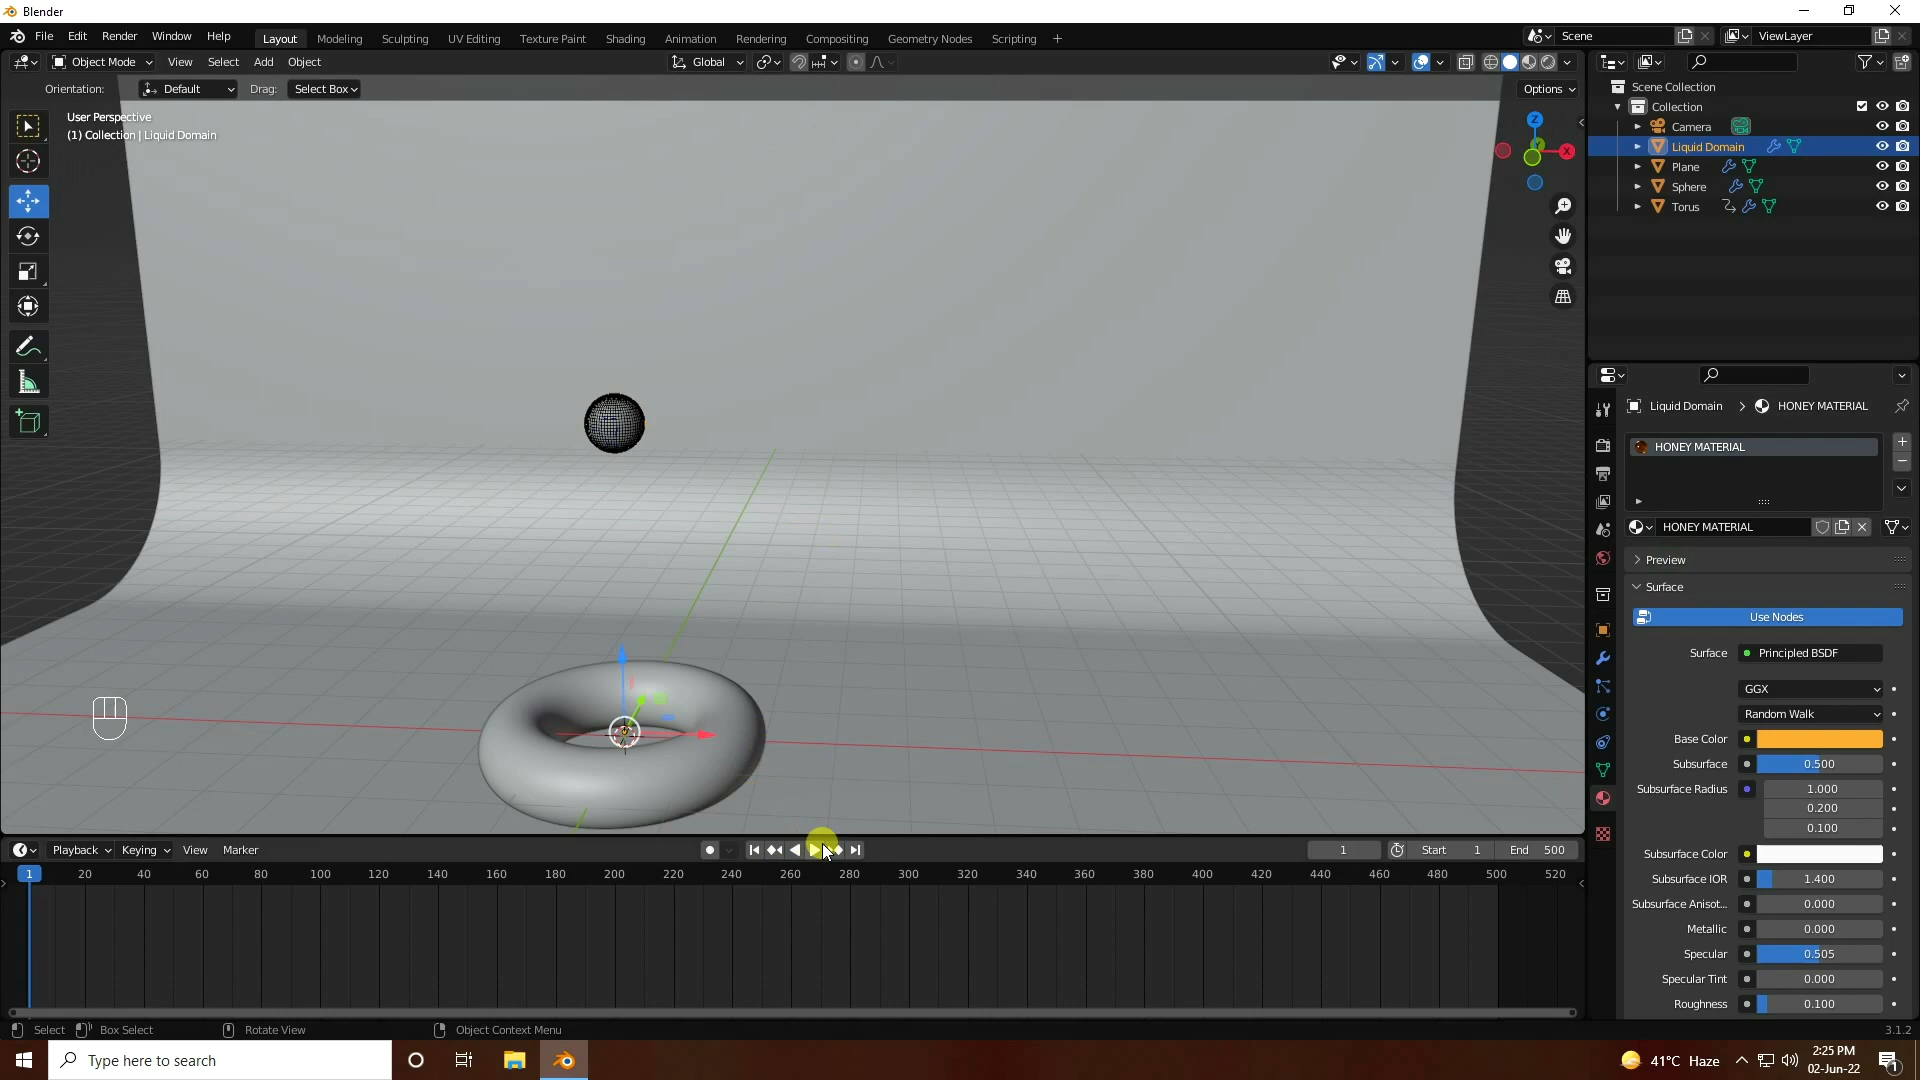 Blender
File Edit Render Window Help Layout Modeling Sculpting UV Editing Texture Paint Shading Animation Rendering Compositing Geometry Nodes Scripting + Scene ViewLayer
Object Mode View Select Add Object Global
Orientation: Default Drag: Select Box Options
User Perspective
(1) Collection | Liquid Domain
Z
X
Scene Collection
Collection
Camera
Liquid Domain
Plane
Sphere
Torus
Liquid Domain > HONEY MATERIAL
HONEY MATERIAL
HONEY MATERIAL
Preview
Surface
Use Nodes
Surface Principled BSDF
GGX
Random Walk
Base Color
Subsurface 0.500
Subsurface Radius 1.000
0.200
0.100
Subsurface Color
Subsurface IOR 1.400
Subsurface Anisot... 0.000
Metallic 0.000
Specular 0.505
Specular Tint 0.000
Roughness 0.100
Playback Keying View Marker 1 Start 1 End 500
1 20 40 60 80 100 120 140 160 180 200 220 240 260 280 300 320 340 360 380 400 420 440 460 480 500 520
Select Box Select Rotate View Object Context Menu 3.1.2
Type here to search 41°C Haze 2:25 PM
02-Jun-22 1